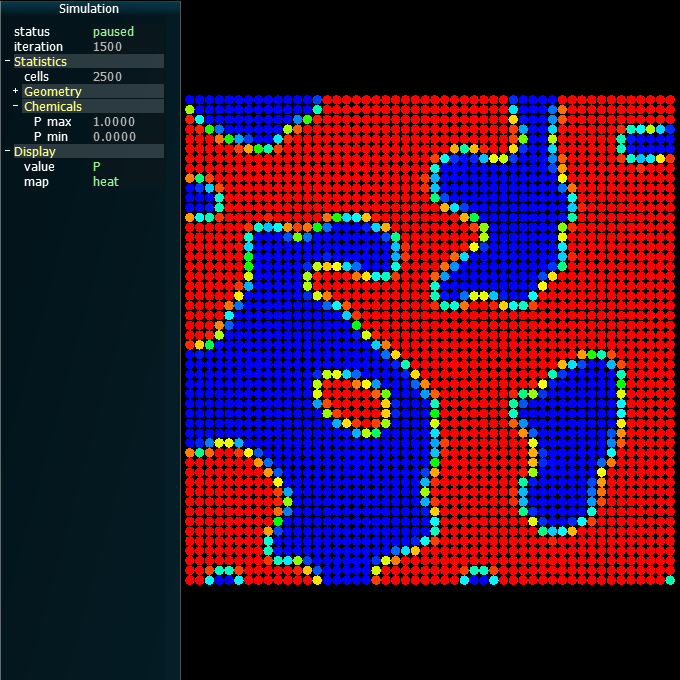 Simulation
status paused
iteration 1500
- Statistics
cells 2500
+ Geometry
- Chemicals
P max 1.0000
P min 0.0000
- Display
value P
map heat